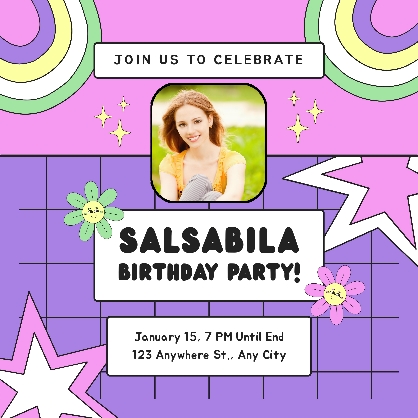 JOIN US TO CELEBRATE
SALSABILA
BIRTHDAY PARTY!
January 15, 7 PM Until End
123 Anywhere St., Any City